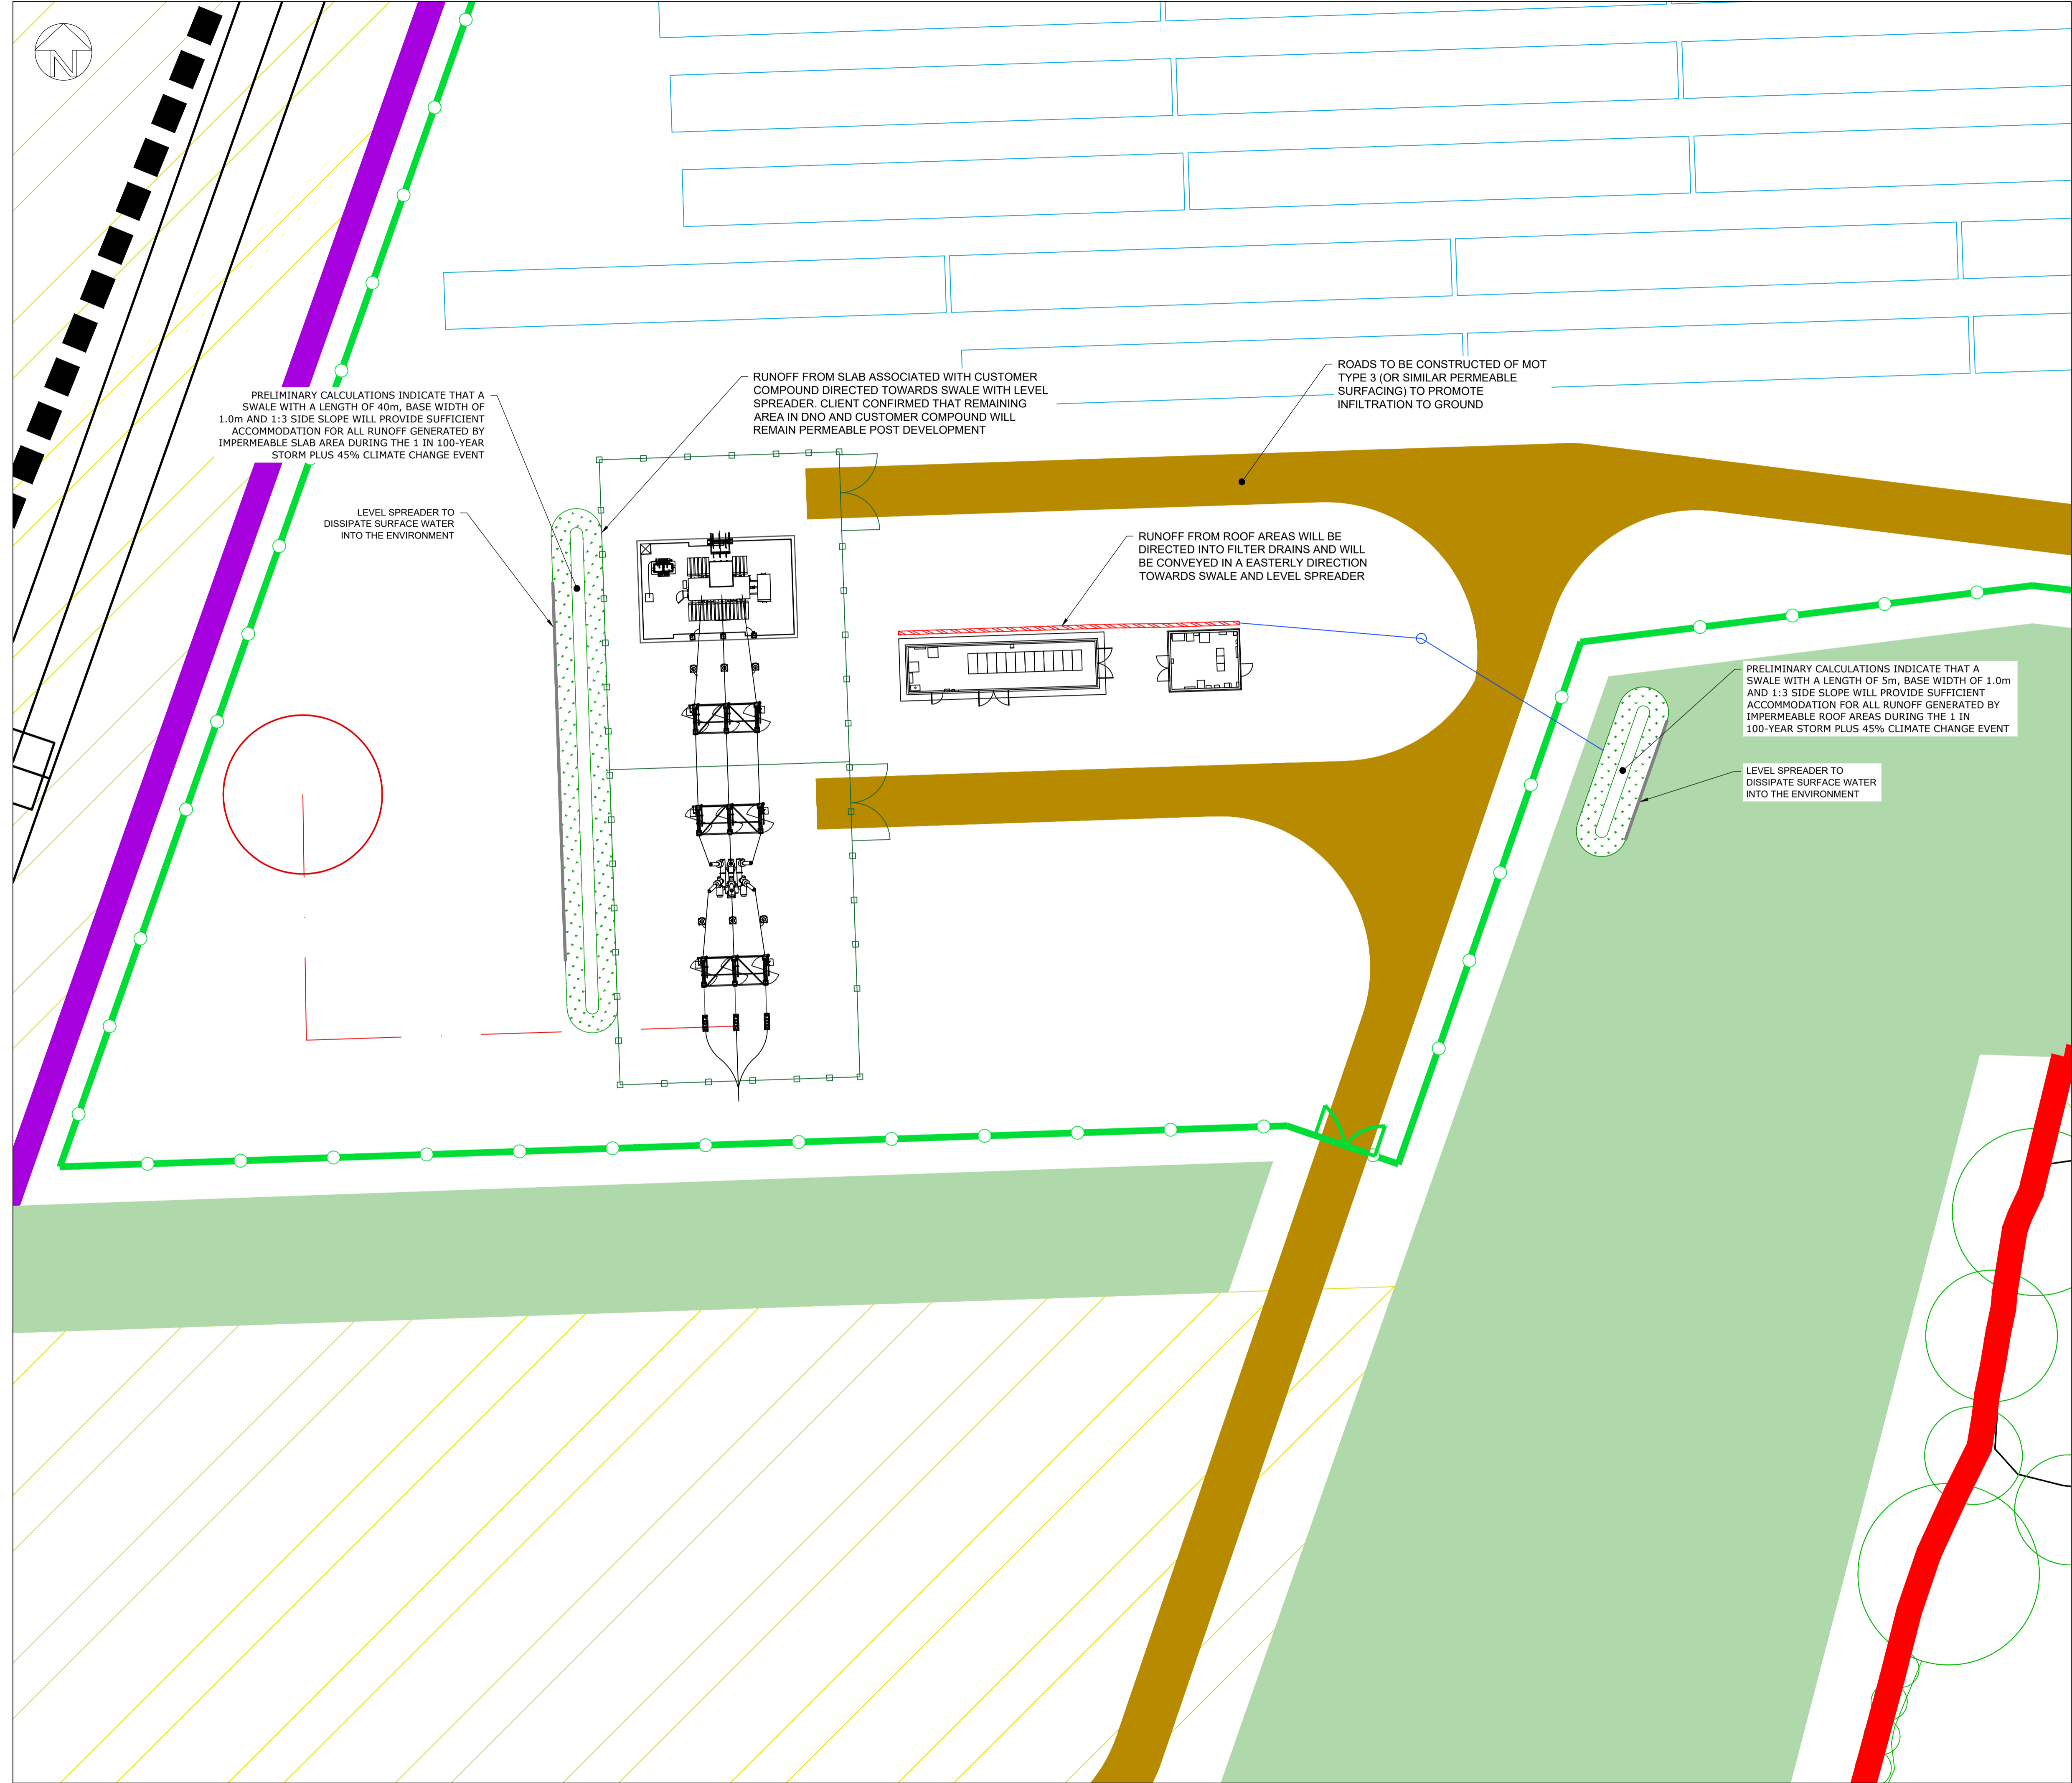 N
RUNOFF FROM SLAB ASSOCIATED WITH CUSTOMER
COMPOUND DIRECTED TOWARDS SWALE WITH LEVEL
SPREADER. CLIENT CONFIRMED THAT REMAINING
AREA IN DNO AND CUSTOMER COMPOUND WILL
REMAIN PERMEABLE POST DEVELOPMENT
ROADS TO BE CONSTRUCTED OF MOT
TYPE 3 (OR SIMILAR PERMEABLE
SURFACING) TO PROMOTE
INFILTRATION TO GROUND
PRELIMINARY CALCULATIONS INDICATE THAT A
SWALE WITH A LENGTH OF 40m, BASE WIDTH OF
1.0m AND 1:3 SIDE SLOPE WILL PROVIDE SUFFICIENT
ACCOMMODATION FOR ALL RUNOFF GENERATED BY
IMPERMEABLE SLAB AREA DURING THE 1 IN 100-YEAR
STORM PLUS 45% CLIMATE CHANGE EVENT
LEVEL SPREADER TO
DISSIPATE SURFACE WATER
INTO THE ENVIRONMENT
RUNOFF FROM ROOF AREAS WILL BE
DIRECTED INTO FILTER DRAINS AND WILL
BE CONVEYED IN A EASTERLY DIRECTION
TOWARDS SWALE AND LEVEL SPREADER
PRELIMINARY CALCULATIONS INDICATE THAT A
SWALE WITH A LENGTH OF 5m, BASE WIDTH OF 1.0m
AND 1:3 SIDE SLOPE WILL PROVIDE SUFFICIENT
ACCOMMODATION FOR ALL RUNOFF GENERATED BY
IMPERMEABLE ROOF AREAS DURING THE 1 IN
100-YEAR STORM PLUS 45% CLIMATE CHANGE EVENT
LEVEL SPREADER TO
DISSIPATE SURFACE WATER
INTO THE ENVIRONMENT